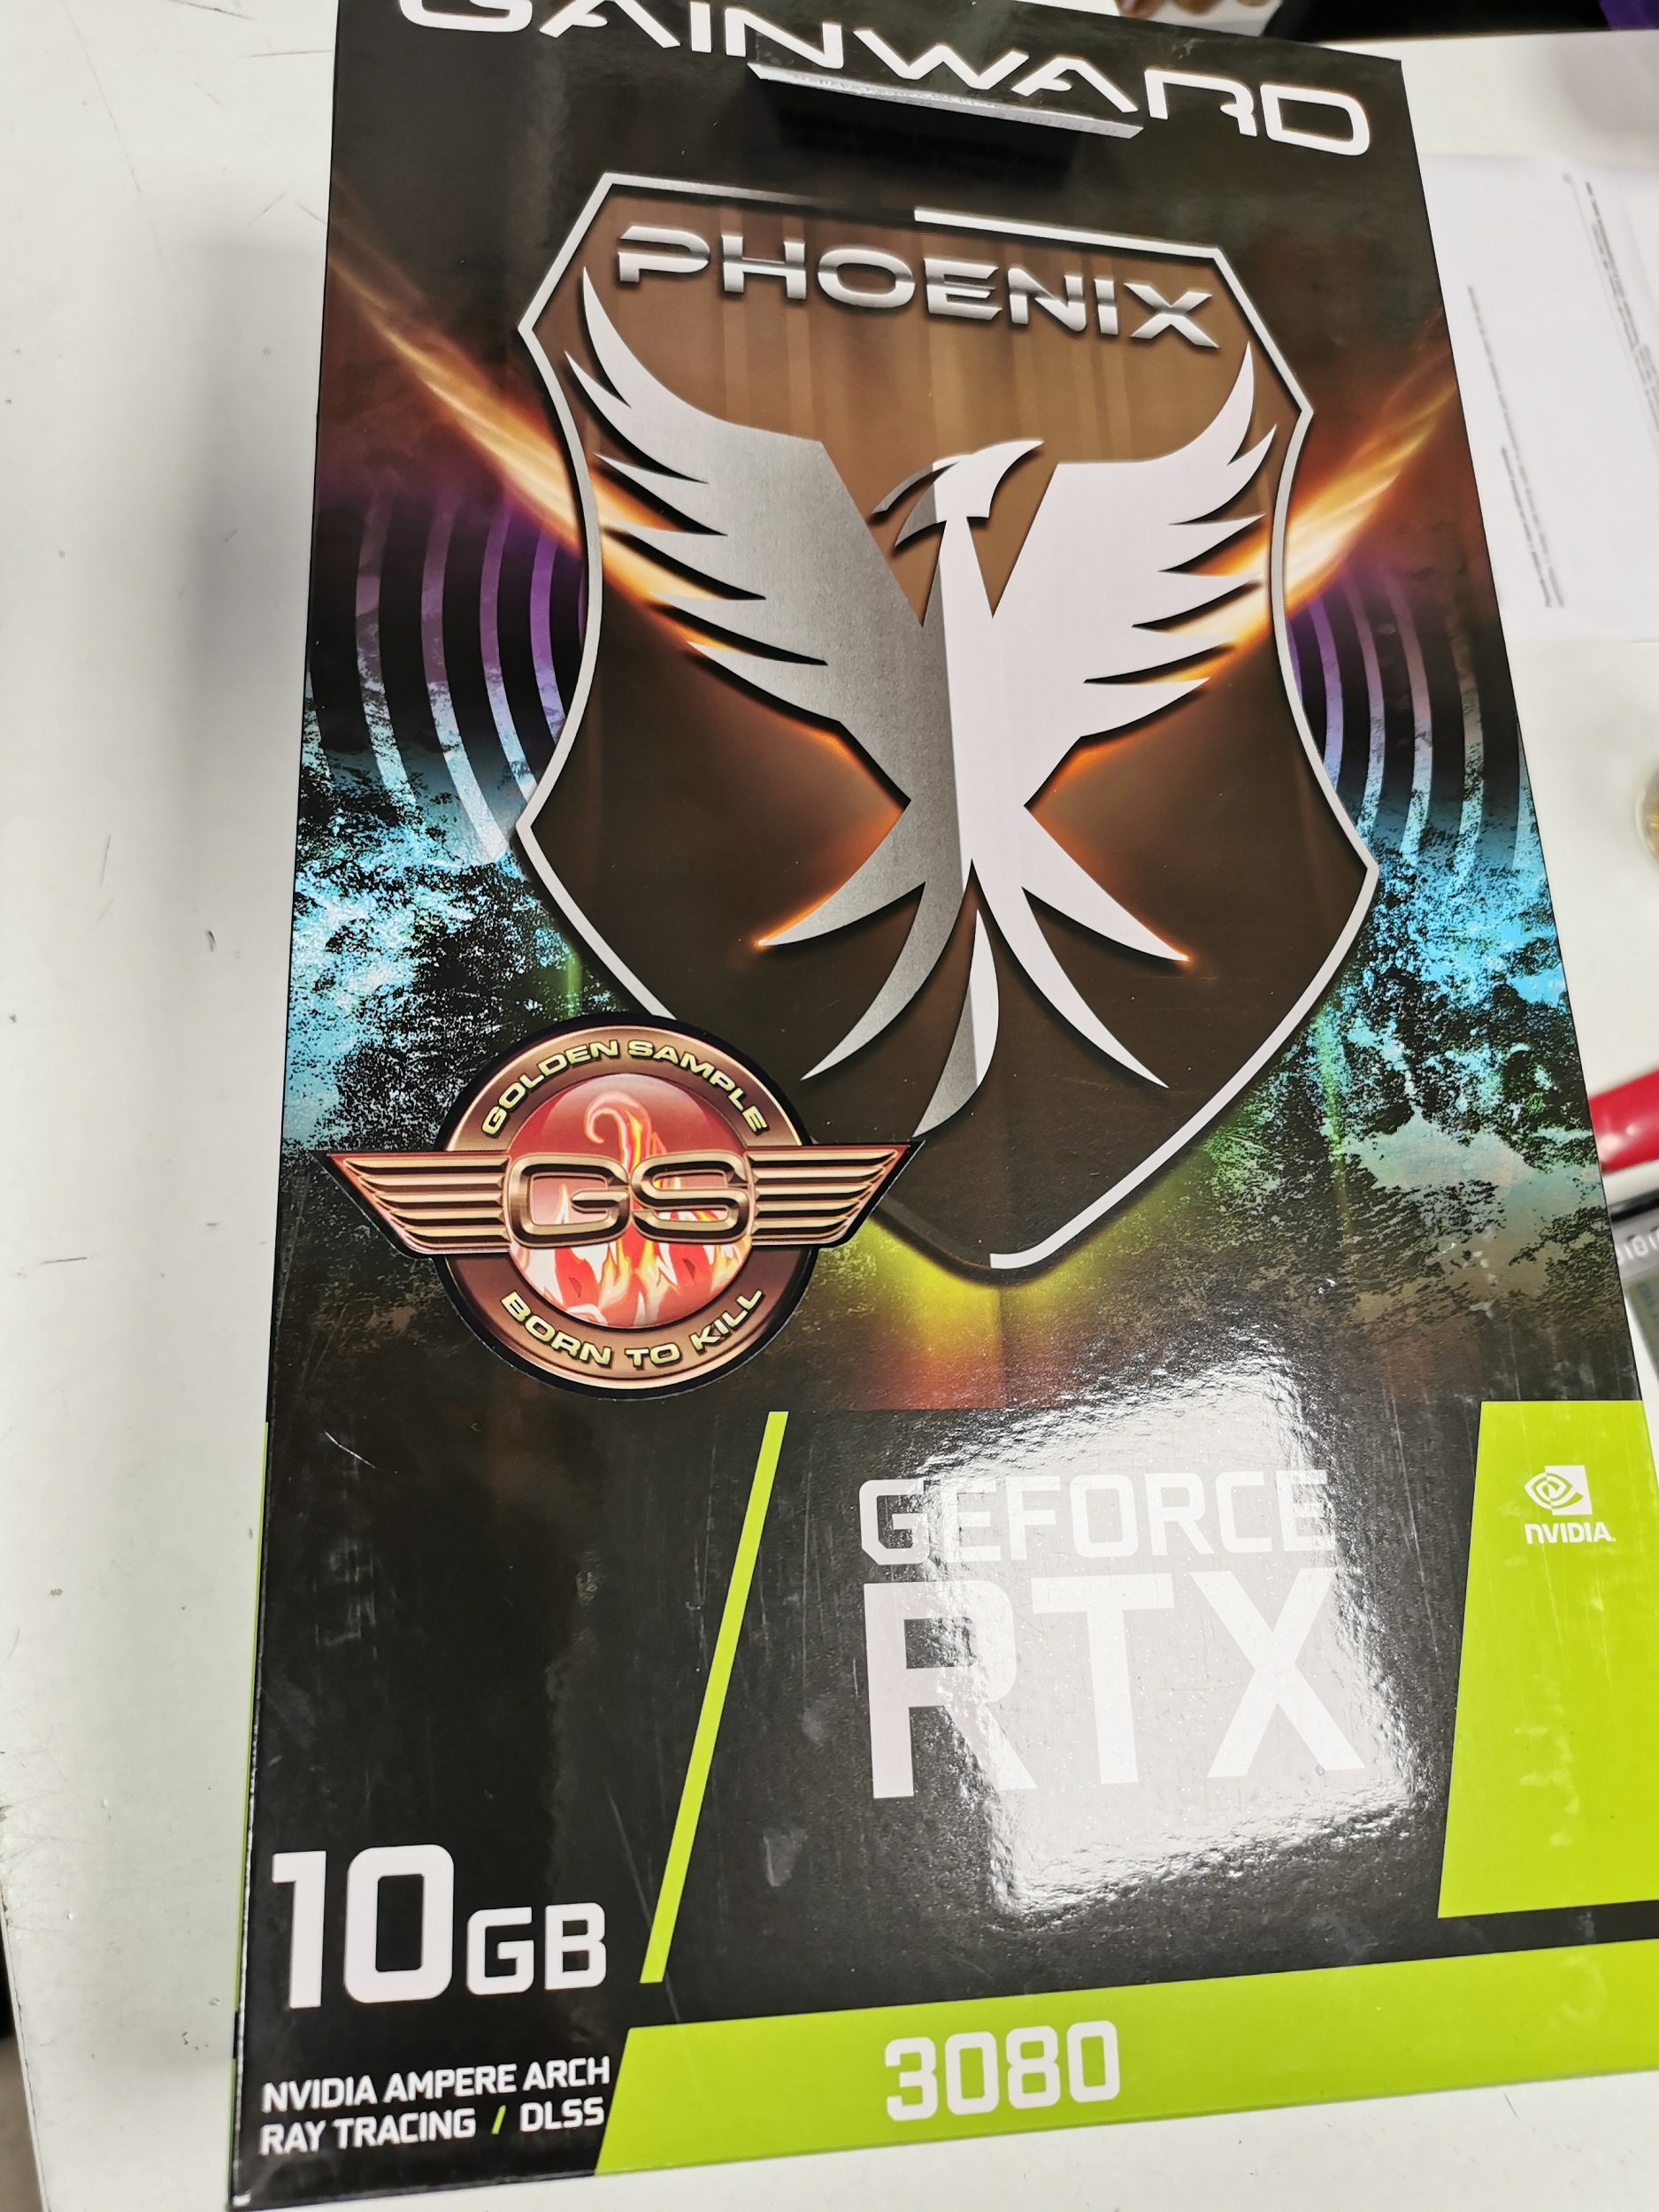 GAINWARD
PHOENIX
GOLDEN SAMPLE
GS
BORN TO KILL
GEFORCE
RTX
NVIDIA.
10GB
NVIDIA AMPERE ARCH
RAY TRACING / DLSS
3080